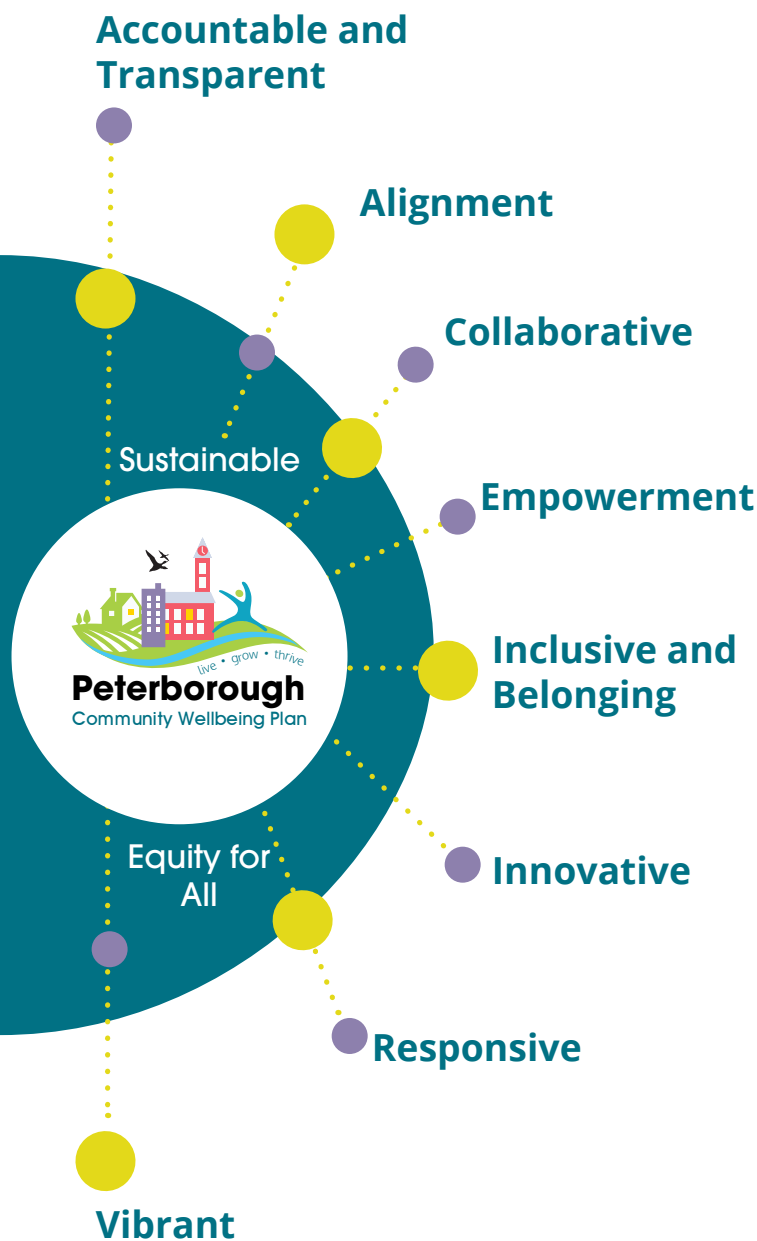 Accountable and
Transparent
Alignment
Collaborative
Sustainable
Empowerment
live • grow • thrive
Peterborough
Community Wellbeing Plan
Inclusive and
Belonging
Equity for
All
Innovative
Responsive
Vibrant